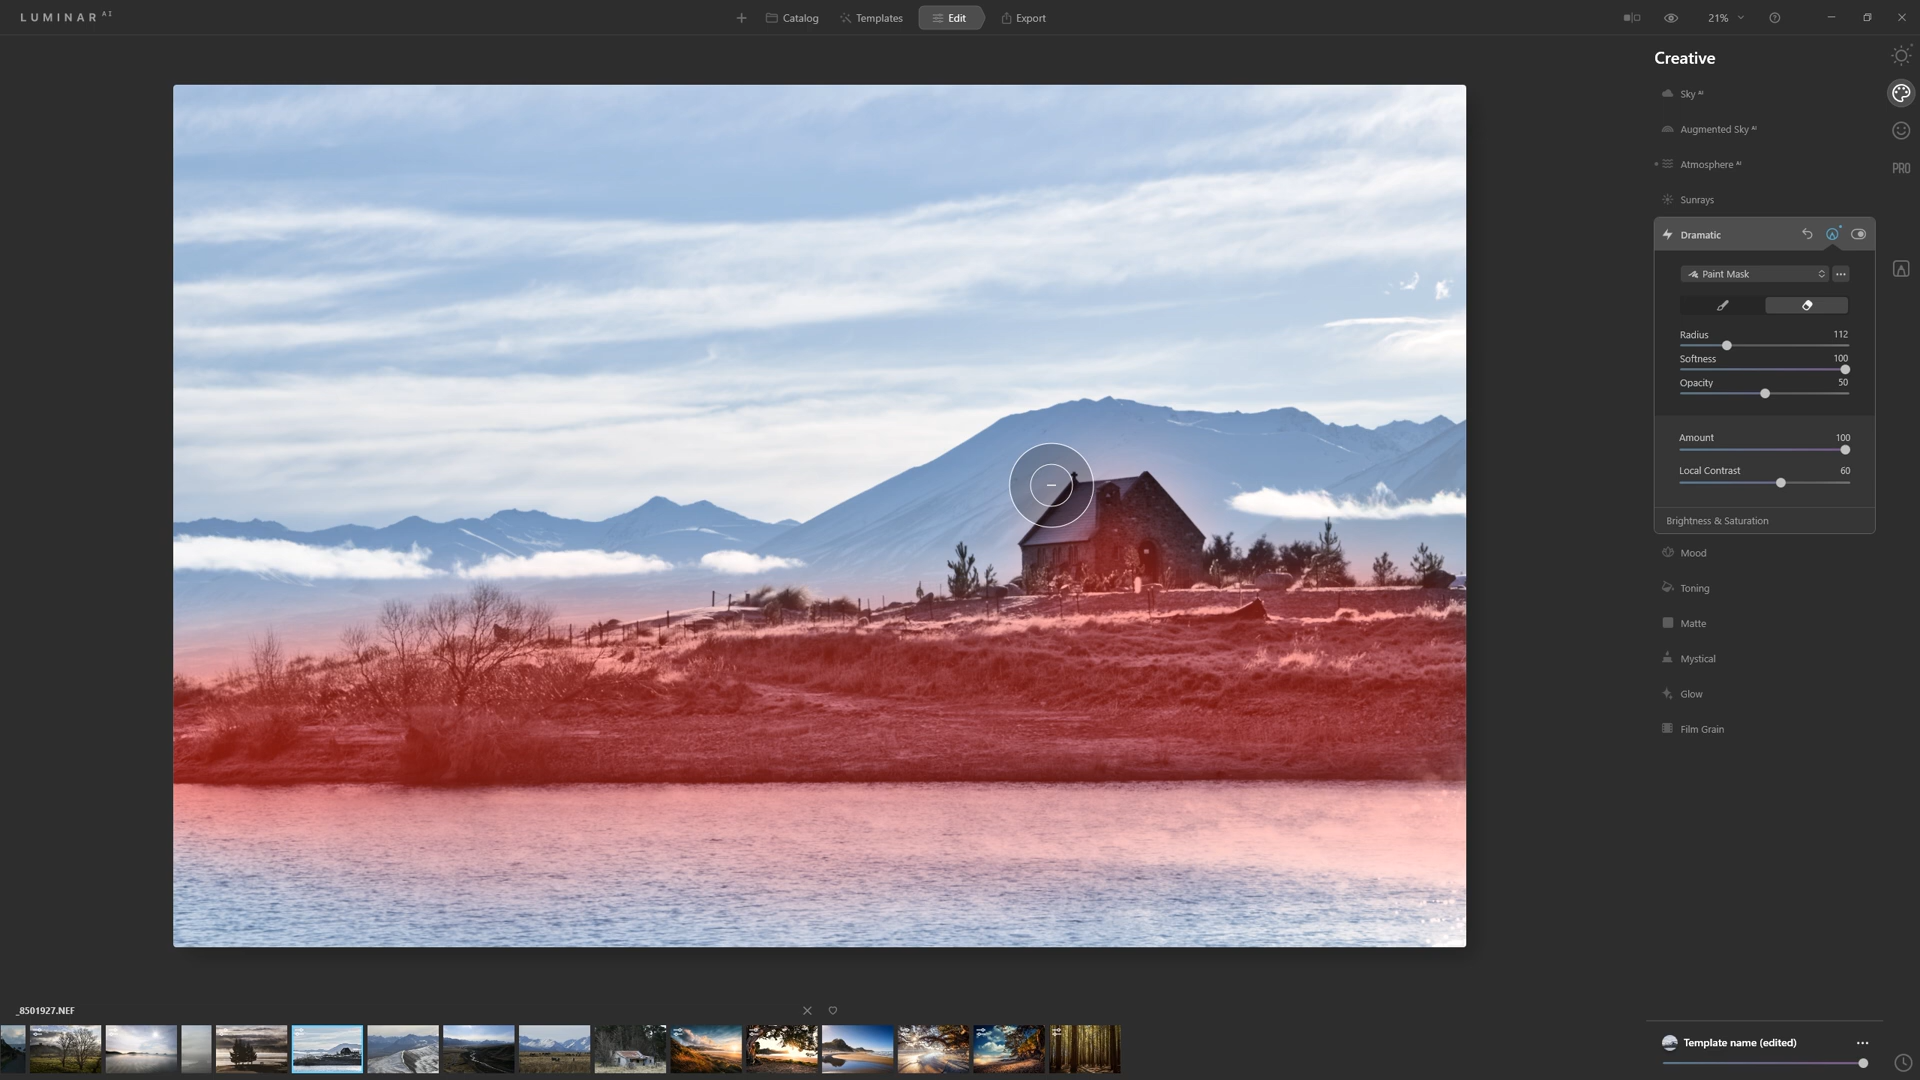 LUMINAR AI
Catalog
Templates
Edit
Export
21%
Creative
Sky AI
Augmented Sky AI
Atmosphere AI
PRO
Sunrays
Dramatic
Paint Mask
Radius 112
Softness 100
Opacity 50
Amount 100
Local Contrast 60
Brightness & Saturation
Mood
Toning
Matte
Mystical
Glow
Film Grain
_8501927.NEF
Template name (edited)